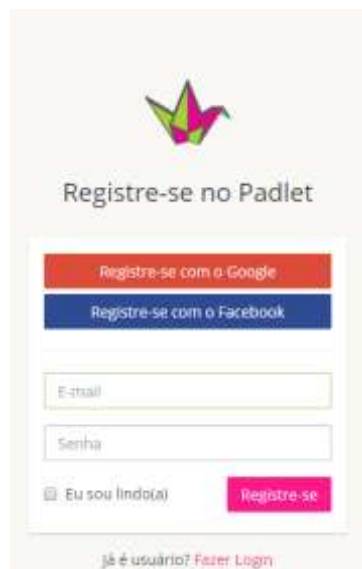 Registre-se no Padlet
Registre-se com o Google
Registre-se com o Facebook
E-mail
Senha
Eu sou lindo(a)
Registre-se
Já é usuário? Fazer Login